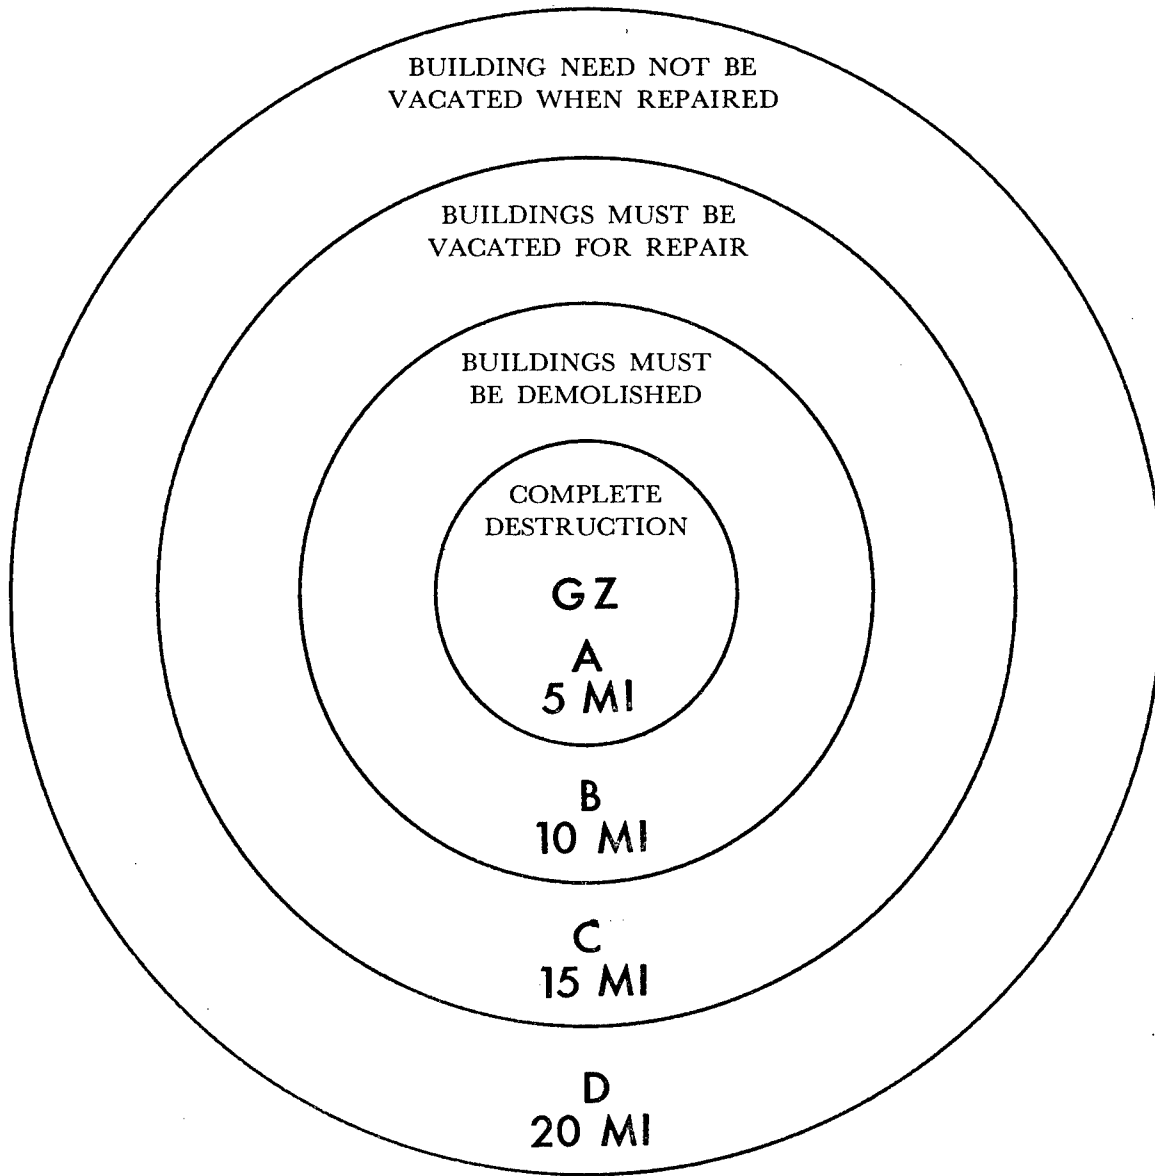 BUILDING NEED NOT BE
VACATED WHEN REPAIRED
BUILDINGS MUST BE
VACATED FOR REPAIR
BUILDINGS MUST
BE DEMOLISHED
COMPLETE
DESTRUCTION
GZ
A
5 MI
B
10 MI
C
15 MI
D
20 MI